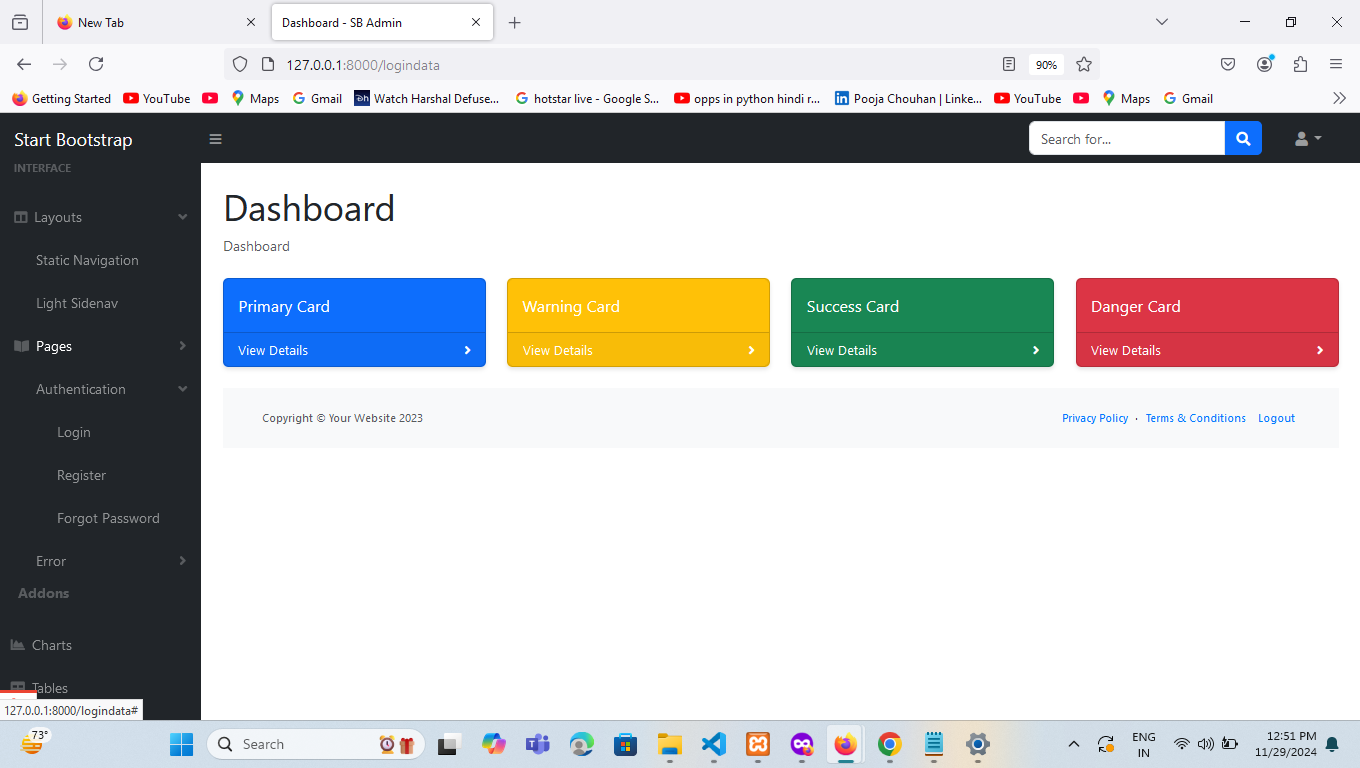 New Tab
Dashboard - SB Admin
127.0.0.1:8000/logindata
90%
Getting Started
YouTube
Maps
Gmail
Watch Harshal Defuse...
hotstar live - Google S...
opps in python hindi r...
Pooja Chouhan | Linke...
YouTube
Maps
Gmail
Start Bootstrap
Search for...
INTERFACE
Layouts
Static Navigation
Light Sidenav
Pages
Authentication
Login
Register
Forgot Password
Error
Addons
Charts
Tables
Dashboard
Dashboard
Primary Card
View Details
Warning Card
View Details
Success Card
View Details
Danger Card
View Details
Copyright © Your Website 2023
Privacy Policy · Terms & Conditions Logout
127.0.0.1:8000/logindata#
73°
Search
ENG
IN
12:51 PM
11/29/2024